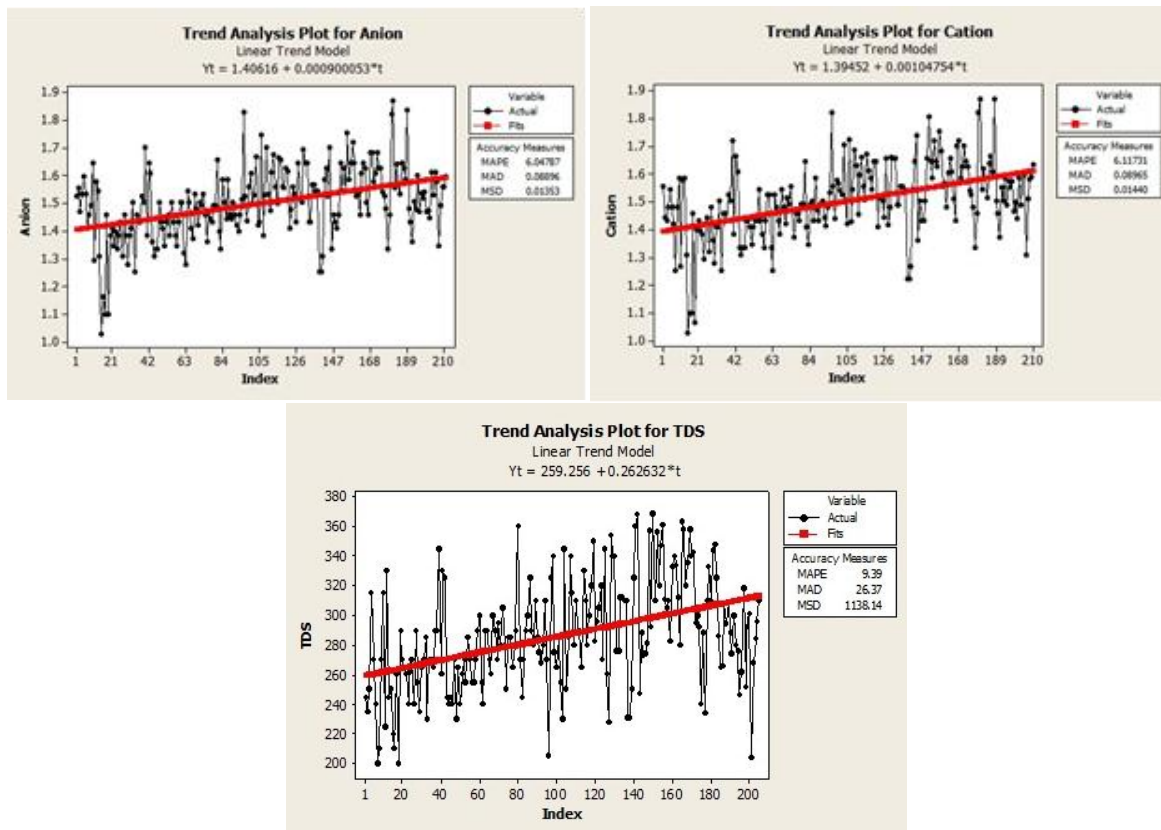 Trend Analysis Plot for Anion
Linear Trend Model
Yt = 1.40616 + 0.000900053*t
1.9
1.8
1.7
1.6
1.5
1.4
1.3
1.2
1.1
1.0
Anion
1 21 42 63 84 105 126 147 168 189 210
Index
Variable
Actual
Fits
Accuracy Measures
MAPE 6.04787
MAD 0.08896
MSD 0.01353
Trend Analysis Plot for Cation
Linear Trend Model
Yt = 1.39452 + 0.00104754*t
1.9
1.8
1.7
1.6
1.5
1.4
1.3
1.2
1.1
1.0
Cation
1 21 42 63 84 105 126 147 168 189 210
Index
Variable
Actual
Fits
Accuracy Measures
MAPE 6.11731
MAD 0.08965
MSD 0.01440
Trend Analysis Plot for TDS
Linear Trend Model
Yt = 259.256 +0.262632*t
380
360
340
320
300
280
260
240
220
200
TDS
1 20 40 60 80 100 120 140 160 180 200
Index
Variable
Actual
Fits
Accuracy Measures
MAPE 9.39
MAD 26.37
MSD 1138.14